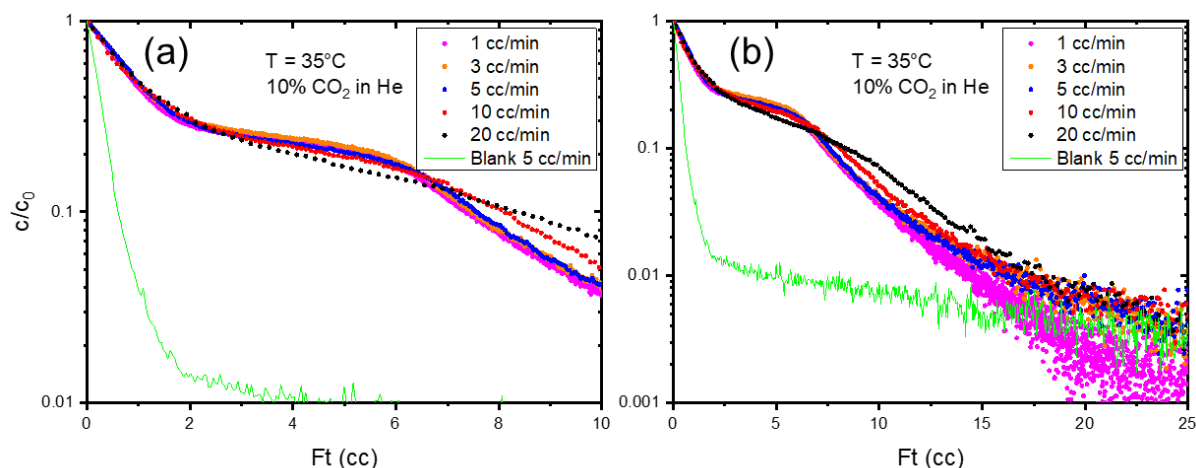 (a)
T = 35°C
10% CO₂ in He
1 cc/min
3 cc/min
5 cc/min
10 cc/min
20 cc/min
Blank 5 cc/min
1
0.1
0.01
c/c₀
0 2 4 6 8 10
Ft (cc)
(b)
T = 35°C
10% CO₂ in He
1 cc/min
3 cc/min
5 cc/min
10 cc/min
20 cc/min
Blank 5 cc/min
1
0.1
0.01
0.001
0 5 10 15 20 25
Ft (cc)